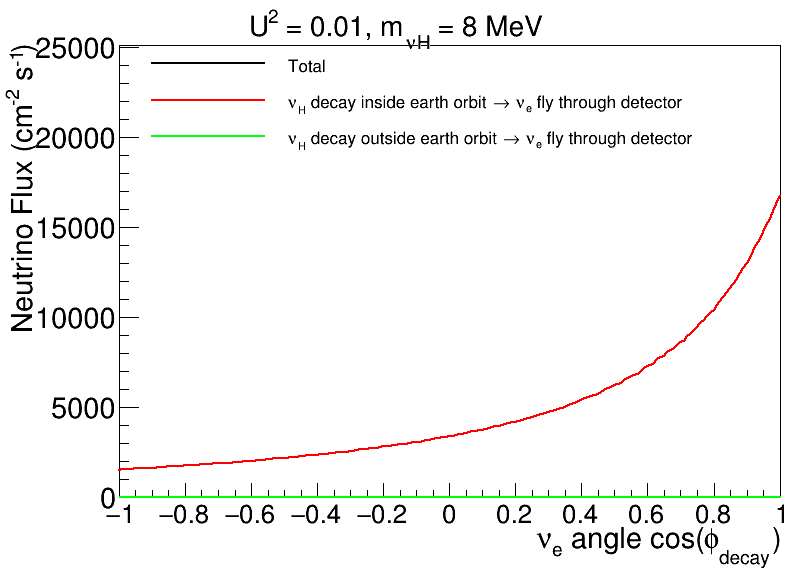 U² = 0.01, m_νH = 8 MeV
Neutrino Flux (cm⁻² s⁻¹)
25000
20000
15000
10000
5000
0
Total
ν_H decay inside earth orbit → ν_e fly through detector
ν_H decay outside earth orbit → ν_e fly through detector
−1 −0.8 −0.6 −0.4 −0.2 0 0.2 0.4 0.6 0.8 1
ν_e angle cos(ϕ_decay)